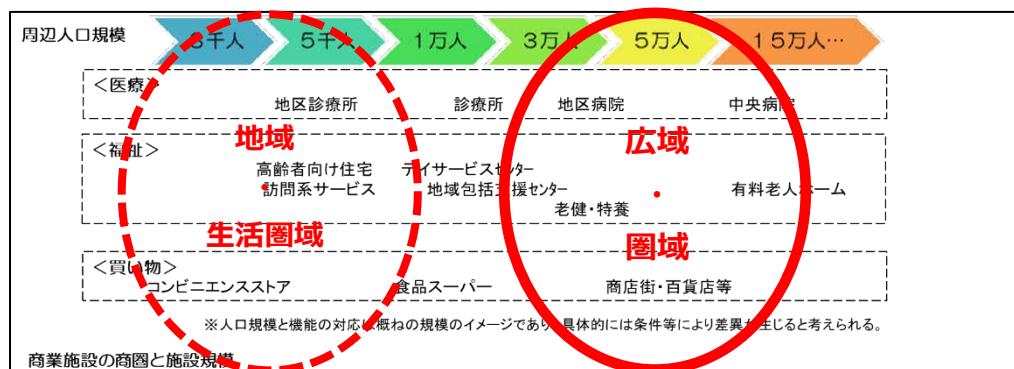 周辺人口規模 3千人 5千人 1万人 3万人 5万人 15万人…
<医療>
地区診療所 診療所 地区病院 中央病院
地域 広域
<福祉>
高齢者向け住宅 デイサービスセンター
訪問系サービス 地域包括支援センター 有料老人ホーム
老健・特養
生活圏域 圏域
<買い物>
コンビニエンスストア 食品スーパー 商店街・百貨店等
※人口規模と機能の対応は概ねの規模のイメージであり、具体的には条件等により差異が生じると考えられる。
商業施設の商圏と施設規模